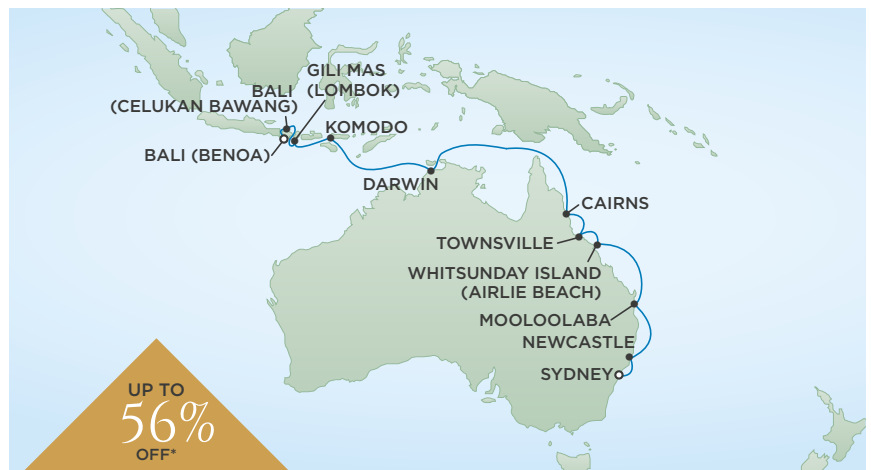 GILI MAS
(LOMBOK)
BALI
(CELUKAN BAWANG)
KOMODO
BALI (BENOA)
DARWIN
CAIRNS
TOWNSVILLE
WHITSUNDAY ISLAND
(AIRLIE BEACH)
MOOLOOLABA
NEWCASTLE
SYDNEY
UP TO
56%
OFF*